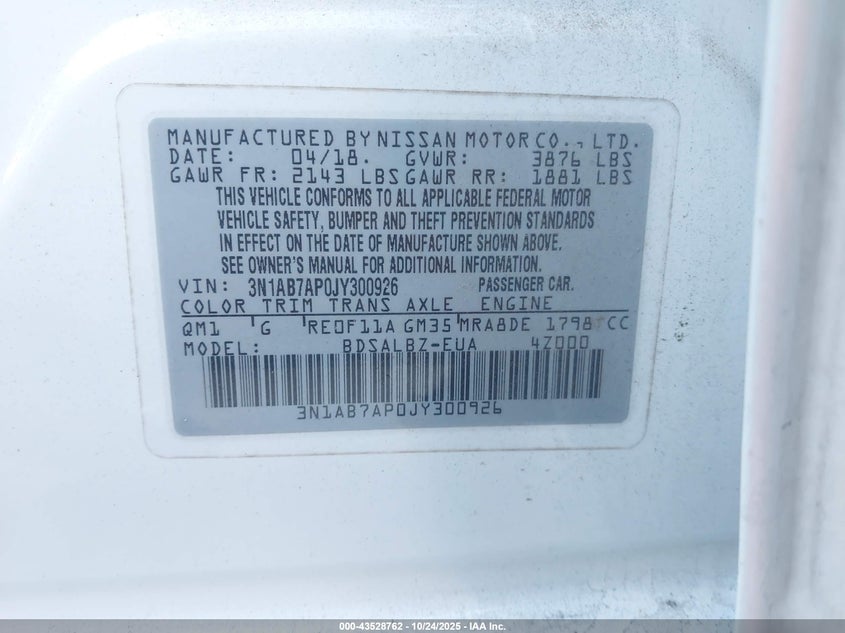 MANUFACTURED BY NISSAN MOTOR CO., LTD.
DATE: 04/18. GVWR: 3876 LBS
GAWR FR: 2143 LBS GAWR RR: 1881 LBS
THIS VEHICLE CONFORMS TO ALL APPLICABLE FEDERAL MOTOR
VEHICLE SAFETY, BUMPER AND THEFT PREVENTION STANDARDS
IN EFFECT ON THE DATE OF MANUFACTURE SHOWN ABOVE.
SEE OWNER'S MANUAL FOR ADDITIONAL INFORMATION.
VIN: 3N1AB7AP0JY300926 PASSENGER CAR.
COLOR TRIM TRANS AXLE ENGINE
QM1 G RE0F11A GM35 MRA8DE 1798 CC
MODEL: BDSALBZ-EUA 4Z000
3N1AB7AP0JY300926
000-43528762 - 10/24/2025 - IAA Inc.